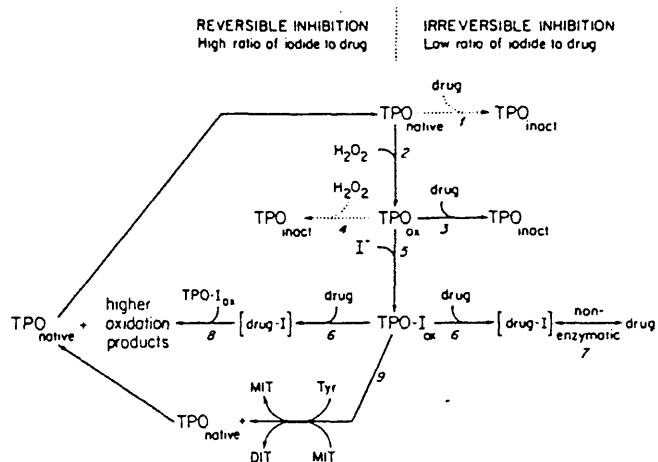 REVERSIBLE INHIBITION
High ratio of iodide to drug
IRREVERSIBLE INHIBITION
Low ratio of iodide to drug
drug
TPO native
1
TPO inact
H2O2
2
H2O2
drug
TPO inact
4
TPO ox
3
TPO inact
I-
5
TPO native + higher oxidation products
TPO-Iox
8
[drug-I]
drug
6
TPO-I ox
drug
6
[drug-I]
non-enzymatic
7
drug
9
MIT
Tyr
TPO native +
DIT
MIT